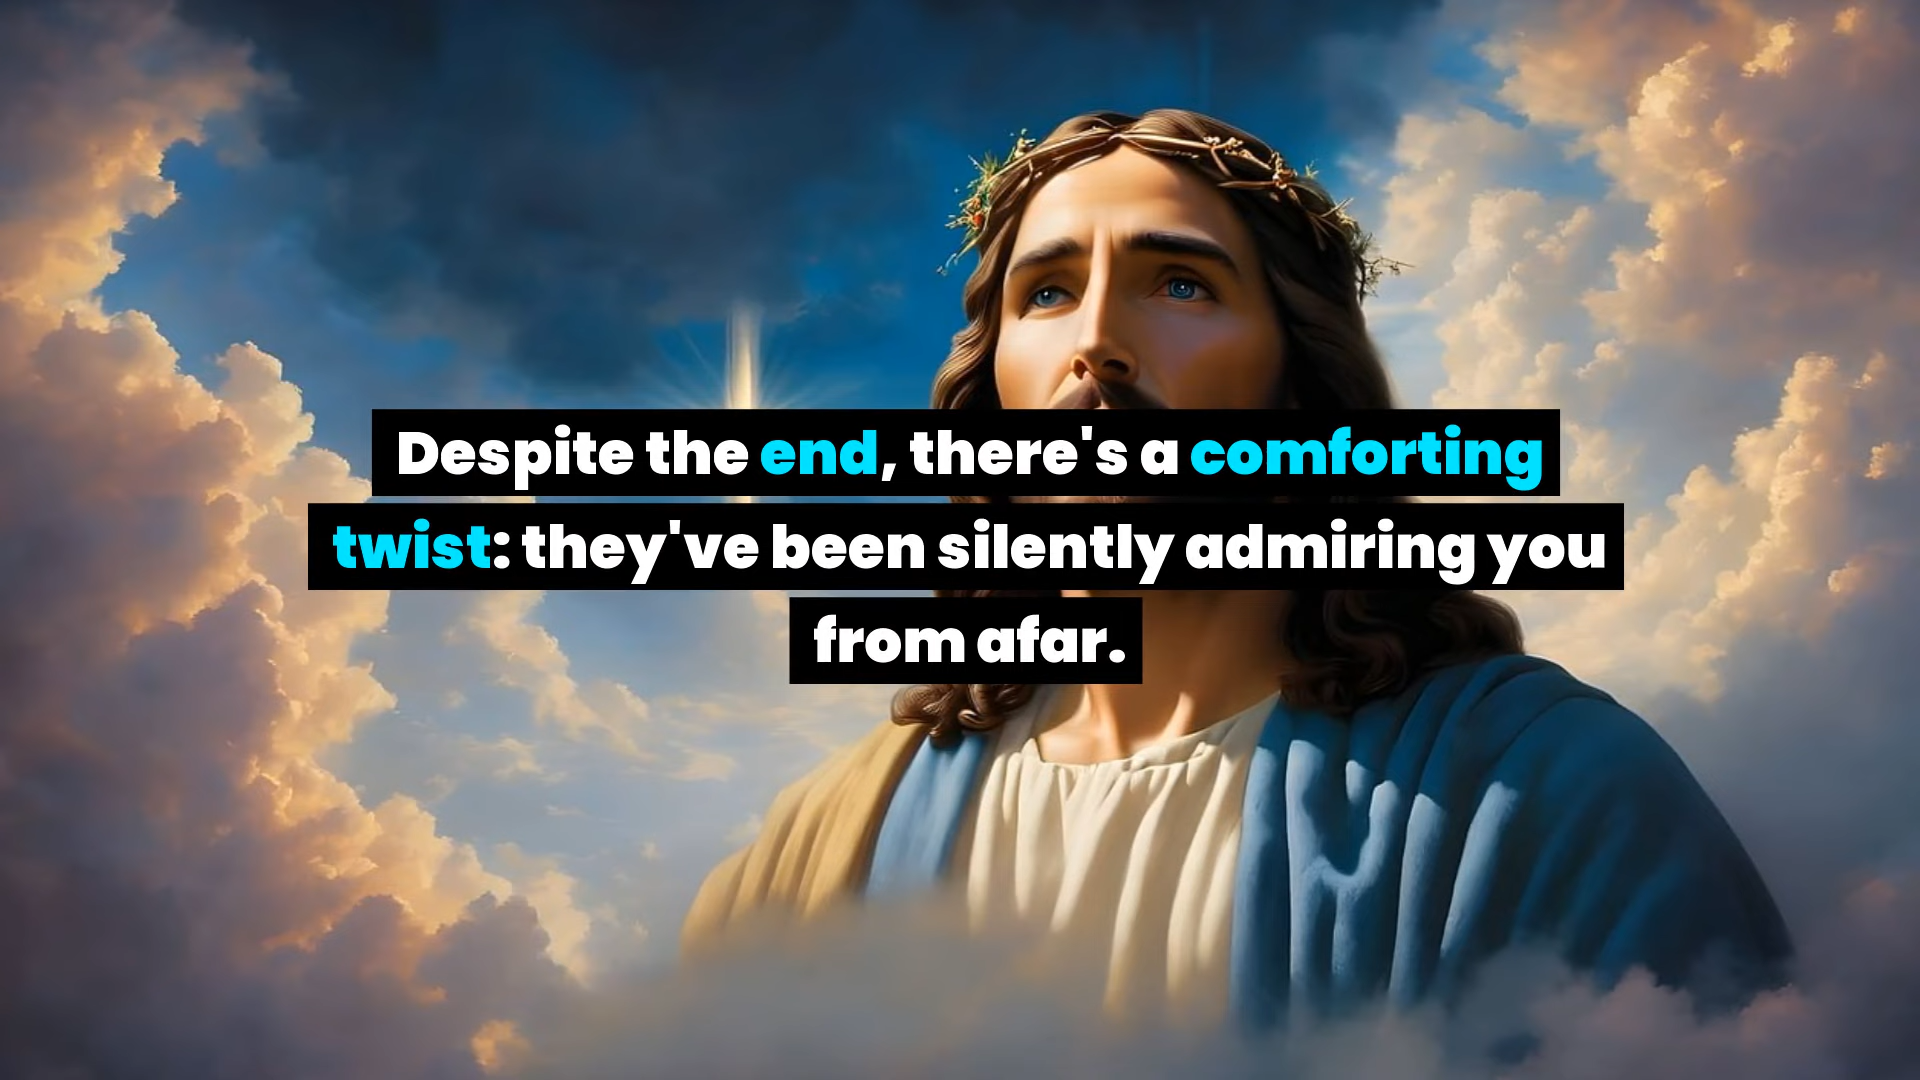 Despite the end, there's a comforting
twist: they've been silently admiring you
from afar.